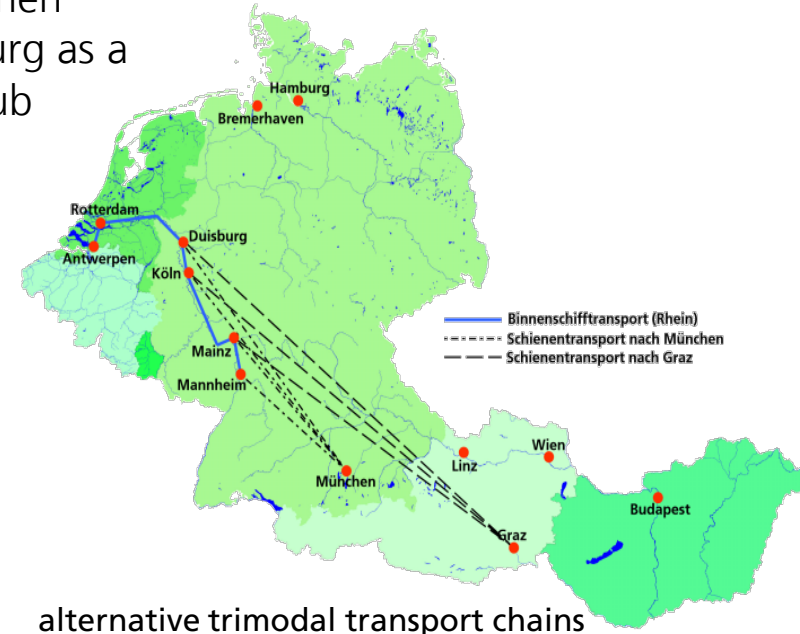 urg as a
Hamburg
Bremerhaven
Rotterdam
Duisburg
Antwerpen
Köln
Binnenschifftransport (Rhein)
Schienentransport nach München
Schienentransport nach Graz
Mainz
Mannheim
Wien
Linz
München
Budapest
Graz
alternative trimodal transport chains